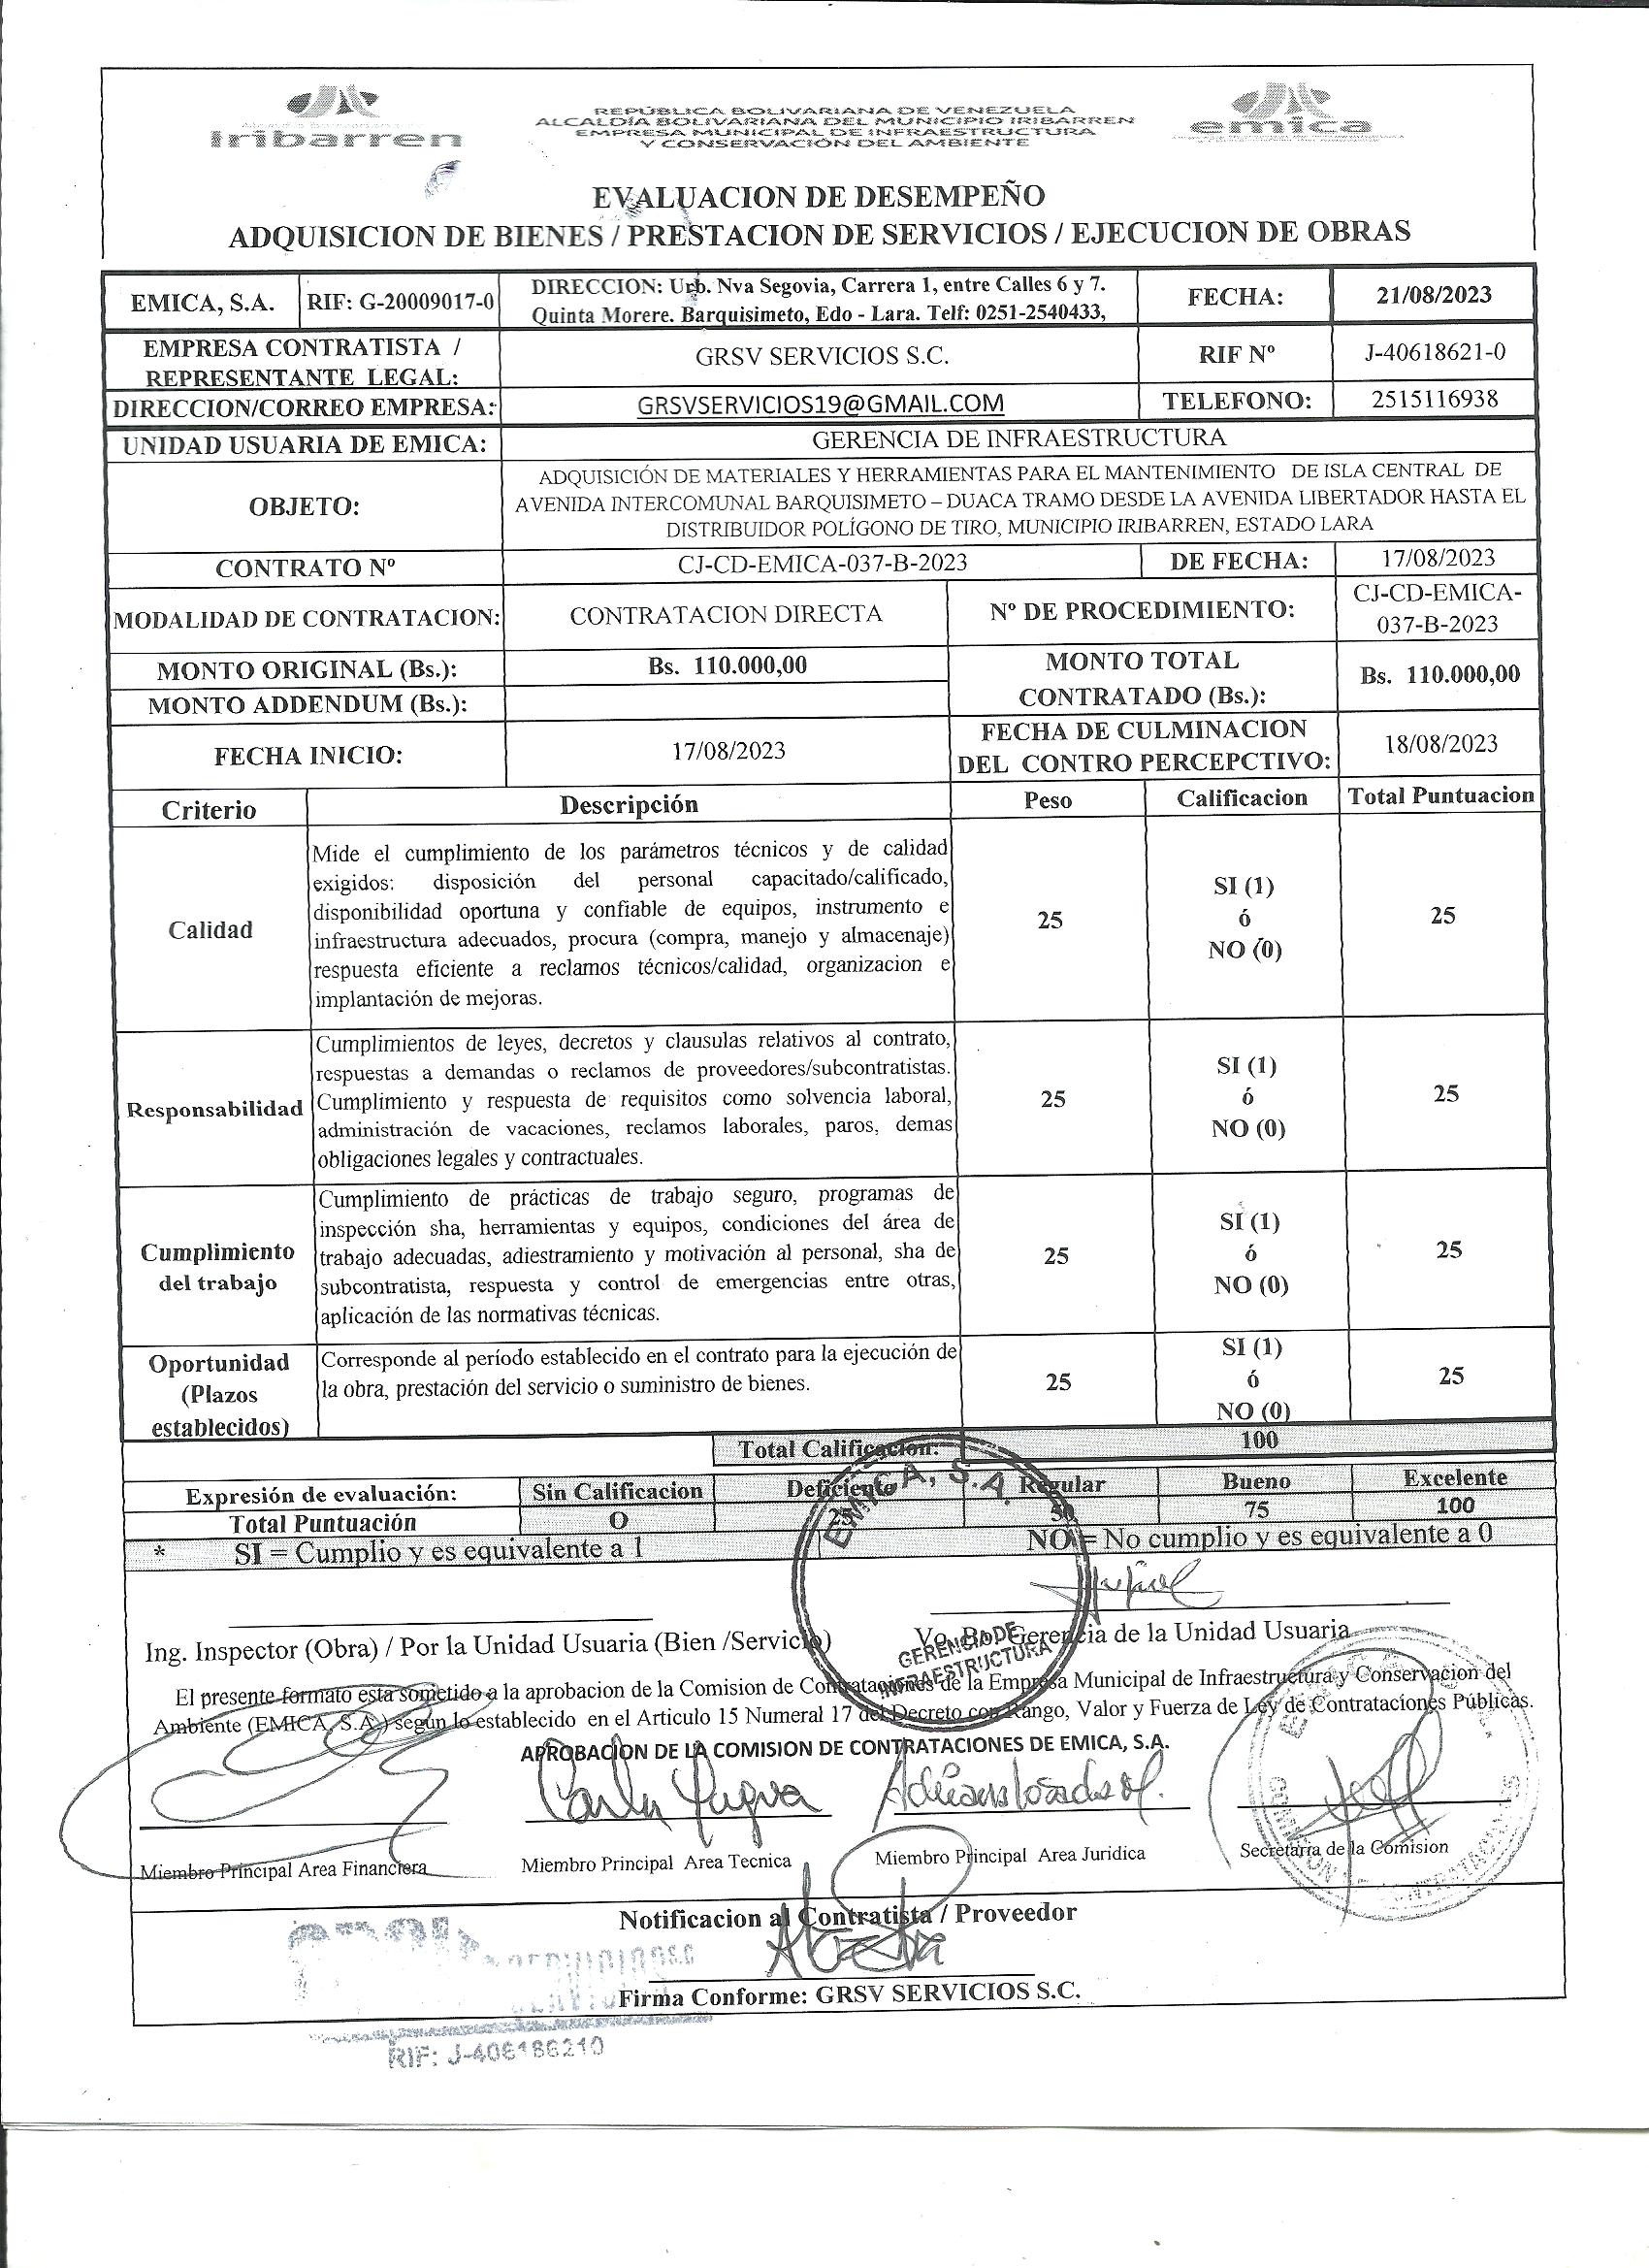 Iribarren
REPÚBLICA BOLIVARIANA DE VENEZUELA
ALCALDÍA BOLIVARIANA DEL MUNICIPIO IRIBARREN
EMPRESA MUNICIPAL DE INFRAESTRUCTURA
Y CONSERVACIÓN DEL AMBIENTE
emica
EVALUACION DE DESEMPEÑO
ADQUISICION DE BIENES / PRESTACION DE SERVICIOS / EJECUCION DE OBRAS
EMICA, S.A. RIF: G-20009017-0 DIRECCION: Urb. Nva Segovia, Carrera 1, entre Calles 6 y 7. FECHA: 21/08/2023
Quinta Morere. Barquisimeto, Edo - Lara. Telf: 0251-2540433,
EMPRESA CONTRATISTA / GRSV SERVICIOS S.C. RIF Nº J-40618621-0
REPRESENTANTE LEGAL:
DIRECCION/CORREO EMPRESA: GRSVSERVICIOS19@GMAIL.COM TELEFONO: 2515116938
UNIDAD USUARIA DE EMICA: GERENCIA DE INFRAESTRUCTURA
OBJETO: ADQUISICIÓN DE MATERIALES Y HERRAMIENTAS PARA EL MANTENIMIENTO DE ISLA CENTRAL DE
AVENIDA INTERCOMUNAL BARQUISIMETO – DUACA TRAMO DESDE LA AVENIDA LIBERTADOR HASTA EL
DISTRIBUIDOR POLÍGONO DE TIRO, MUNICIPIO IRIBARREN, ESTADO LARA
CONTRATO Nº CJ-CD-EMICA-037-B-2023 DE FECHA: 17/08/2023
MODALIDAD DE CONTRATACION: CONTRATACION DIRECTA Nº DE PROCEDIMIENTO: CJ-CD-EMICA-
037-B-2023
MONTO ORIGINAL (Bs.): Bs. 110.000,00 MONTO TOTAL
CONTRATADO (Bs.): Bs. 110.000,00
MONTO ADDENDUM (Bs.):
FECHA INICIO: 17/08/2023 FECHA DE CULMINACION
DEL CONTRO PERCEPCTIVO: 18/08/2023
Criterio Descripción Peso Calificacion Total Puntuacion
Calidad
Mide el cumplimiento de los parámetros técnicos y de calidad
exigidos: disposición del personal capacitado/calificado,
disponibilidad oportuna y confiable de equipos, instrumento e
infraestructura adecuados, procura (compra, manejo y almacenaje)
respuesta eficiente a reclamos técnicos/calidad, organizacion e
implantación de mejoras.
25
SI (1)
ó
NO (0)
25
Responsabilidad
Cumplimientos de leyes, decretos y clausulas relativos al contrato,
respuestas a demandas o reclamos de proveedores/subcontratistas.
Cumplimiento y respuesta de requisitos como solvencia laboral,
administración de vacaciones, reclamos laborales, paros, demas
obligaciones legales y contractuales.
25
SI (1)
ó
NO (0)
25
Cumplimiento
del trabajo
Cumplimiento de prácticas de trabajo seguro, programas de
inspección sha, herramientas y equipos, condiciones del área de
trabajo adecuadas, adiestramiento y motivación al personal, sha de
subcontratista, respuesta y control de emergencias entre otras,
aplicación de las normativas técnicas.
25
SI (1)
ó
NO (0)
25
Oportunidad
(Plazos
establecidos)
Corresponde al período establecido en el contrato para la ejecución de
la obra, prestación del servicio o suministro de bienes.
25
SI (1)
ó
NO (0)
25
Total Calificacion: 100
Expresión de evaluación: Sin Calificacion Deficiente Regular Bueno Excelente
Total Puntuación O 25 50 75 100
* SI = Cumplio y es equivalente a 1 NO = No cumplio y es equivalente a 0
EMICA, S.A.
GERENCIA DE
INFRAESTRUCTURA
Ing. Inspector (Obra) / Por la Unidad Usuaria (Bien /Servicio) Vo. Bo. Gerencia de la Unidad Usuaria
El presente formato esta sometido a la aprobacion de la Comision de Contrataciones de la Empresa Municipal de Infraestructura y Conservacion del
Ambiente (EMICA, S.A.) según lo establecido en el Articulo 15 Numeral 17 del Decreto con Rango, Valor y Fuerza de Ley de Contrataciones Públicas.
APROBACION DE LA COMISION DE CONTRATACIONES DE EMICA, S.A.
Miembro Principal Area Financiera Miembro Principal Area Tecnica Miembro Principal Area Juridica Secretaria de la Comision
Notificacion al Contratista / Proveedor
Firma Conforme: GRSV SERVICIOS S.C.
RIF: J-406186210